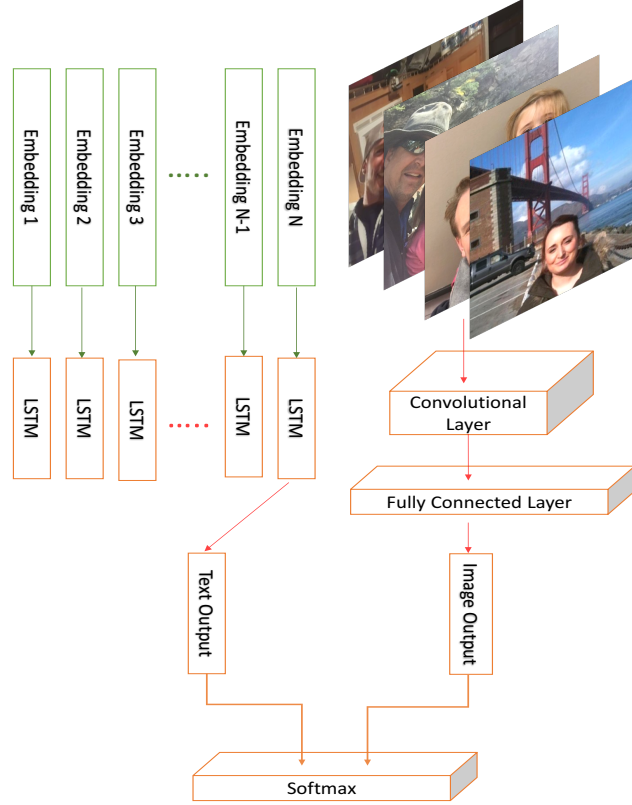 Embedding 1
Embedding 2
Embedding 3
.....
Embedding N-1
Embedding N
LSTM
LSTM
LSTM
.....
LSTM
LSTM
Convolutional
Layer
Fully Connected Layer
Text Output
Image Output
Softmax